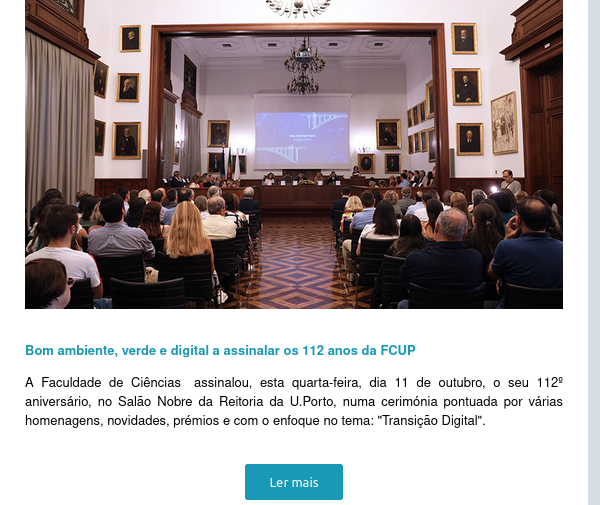 Bom ambiente, verde e digital a assinalar os 112 anos da FCUP
A Faculdade de Ciências assinalou, esta quarta-feira, dia 11 de outubro, o seu 112º
aniversário, no Salão Nobre da Reitoria da U.Porto, numa cerimónia pontuada por várias
homenagens, novidades, prémios e com o enfoque no tema: "Transição Digital".
Ler mais